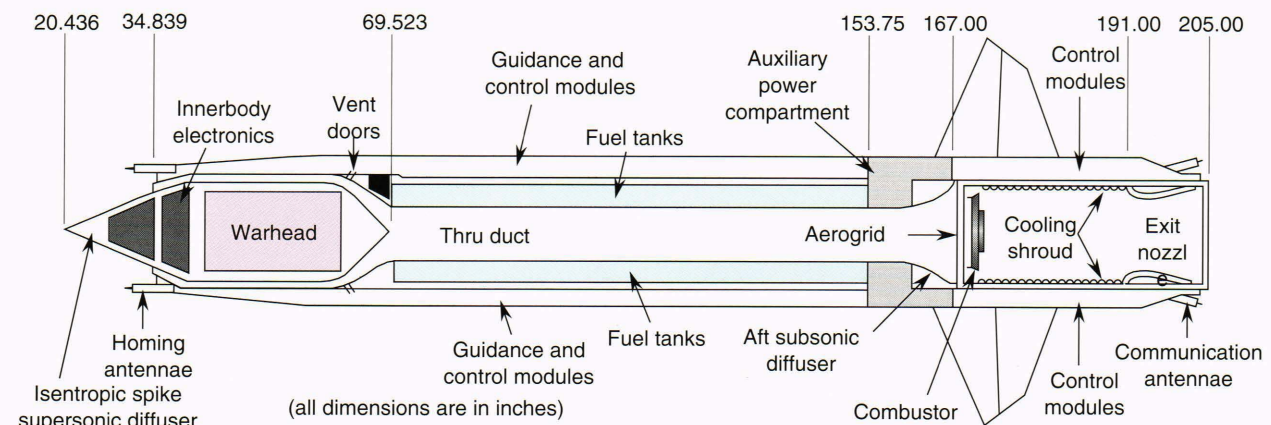 20.436
34.839
69.523
153.75
167.00
191.00
205.00
Guidance and
control modules
Auxiliary
power
compartment
Control
modules
Innerbody
electronics
Vent
doors
Fuel tanks
Warhead
Thru duct
Aerogrid
Cooling
shroud
Exit
nozzl
e
Homing
antennae
Isentropic spike
supersonic diffuser
(all dimensions are in inches)
Guidance and
control modules
Fuel tanks
Aft subsonic
diffuser
Combustor
Control
modules
Communication
antennae